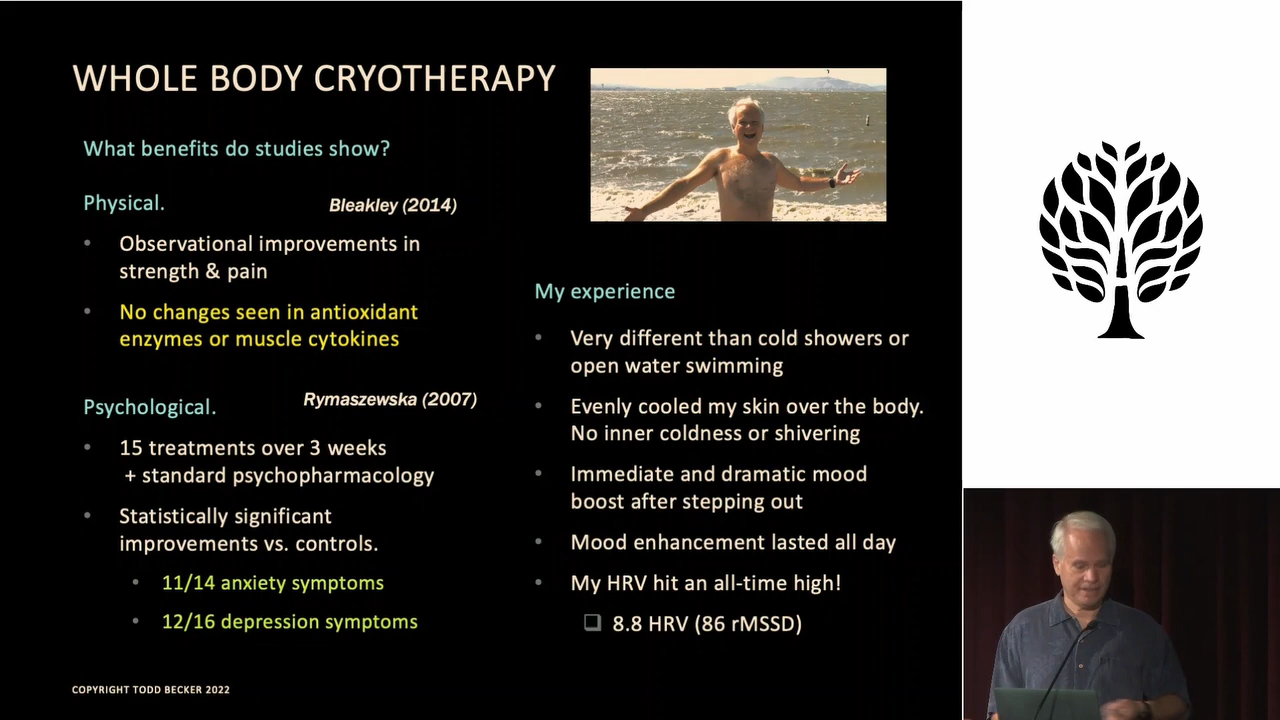 WHOLE BODY CRYOTHERAPY
What benefits do studies show?
Physical.
Bleakley (2014)
Observational improvements in
strength & pain
No changes seen in antioxidant
enzymes or muscle cytokines
Psychological.
Rymaszewska (2007)
15 treatments over 3 weeks
+ standard psychopharmacology
Statistically significant
improvements vs. controls.
11/14 anxiety symptoms
12/16 depression symptoms
My experience
Very different than cold showers or
open water swimming
Evenly cooled my skin over the body.
No inner coldness or shivering
Immediate and dramatic mood
boost after stepping out
Mood enhancement lasted all day
My HRV hit an all-time high!
8.8 HRV (86 rMSSD)
COPYRIGHT TODD BECKER 2022